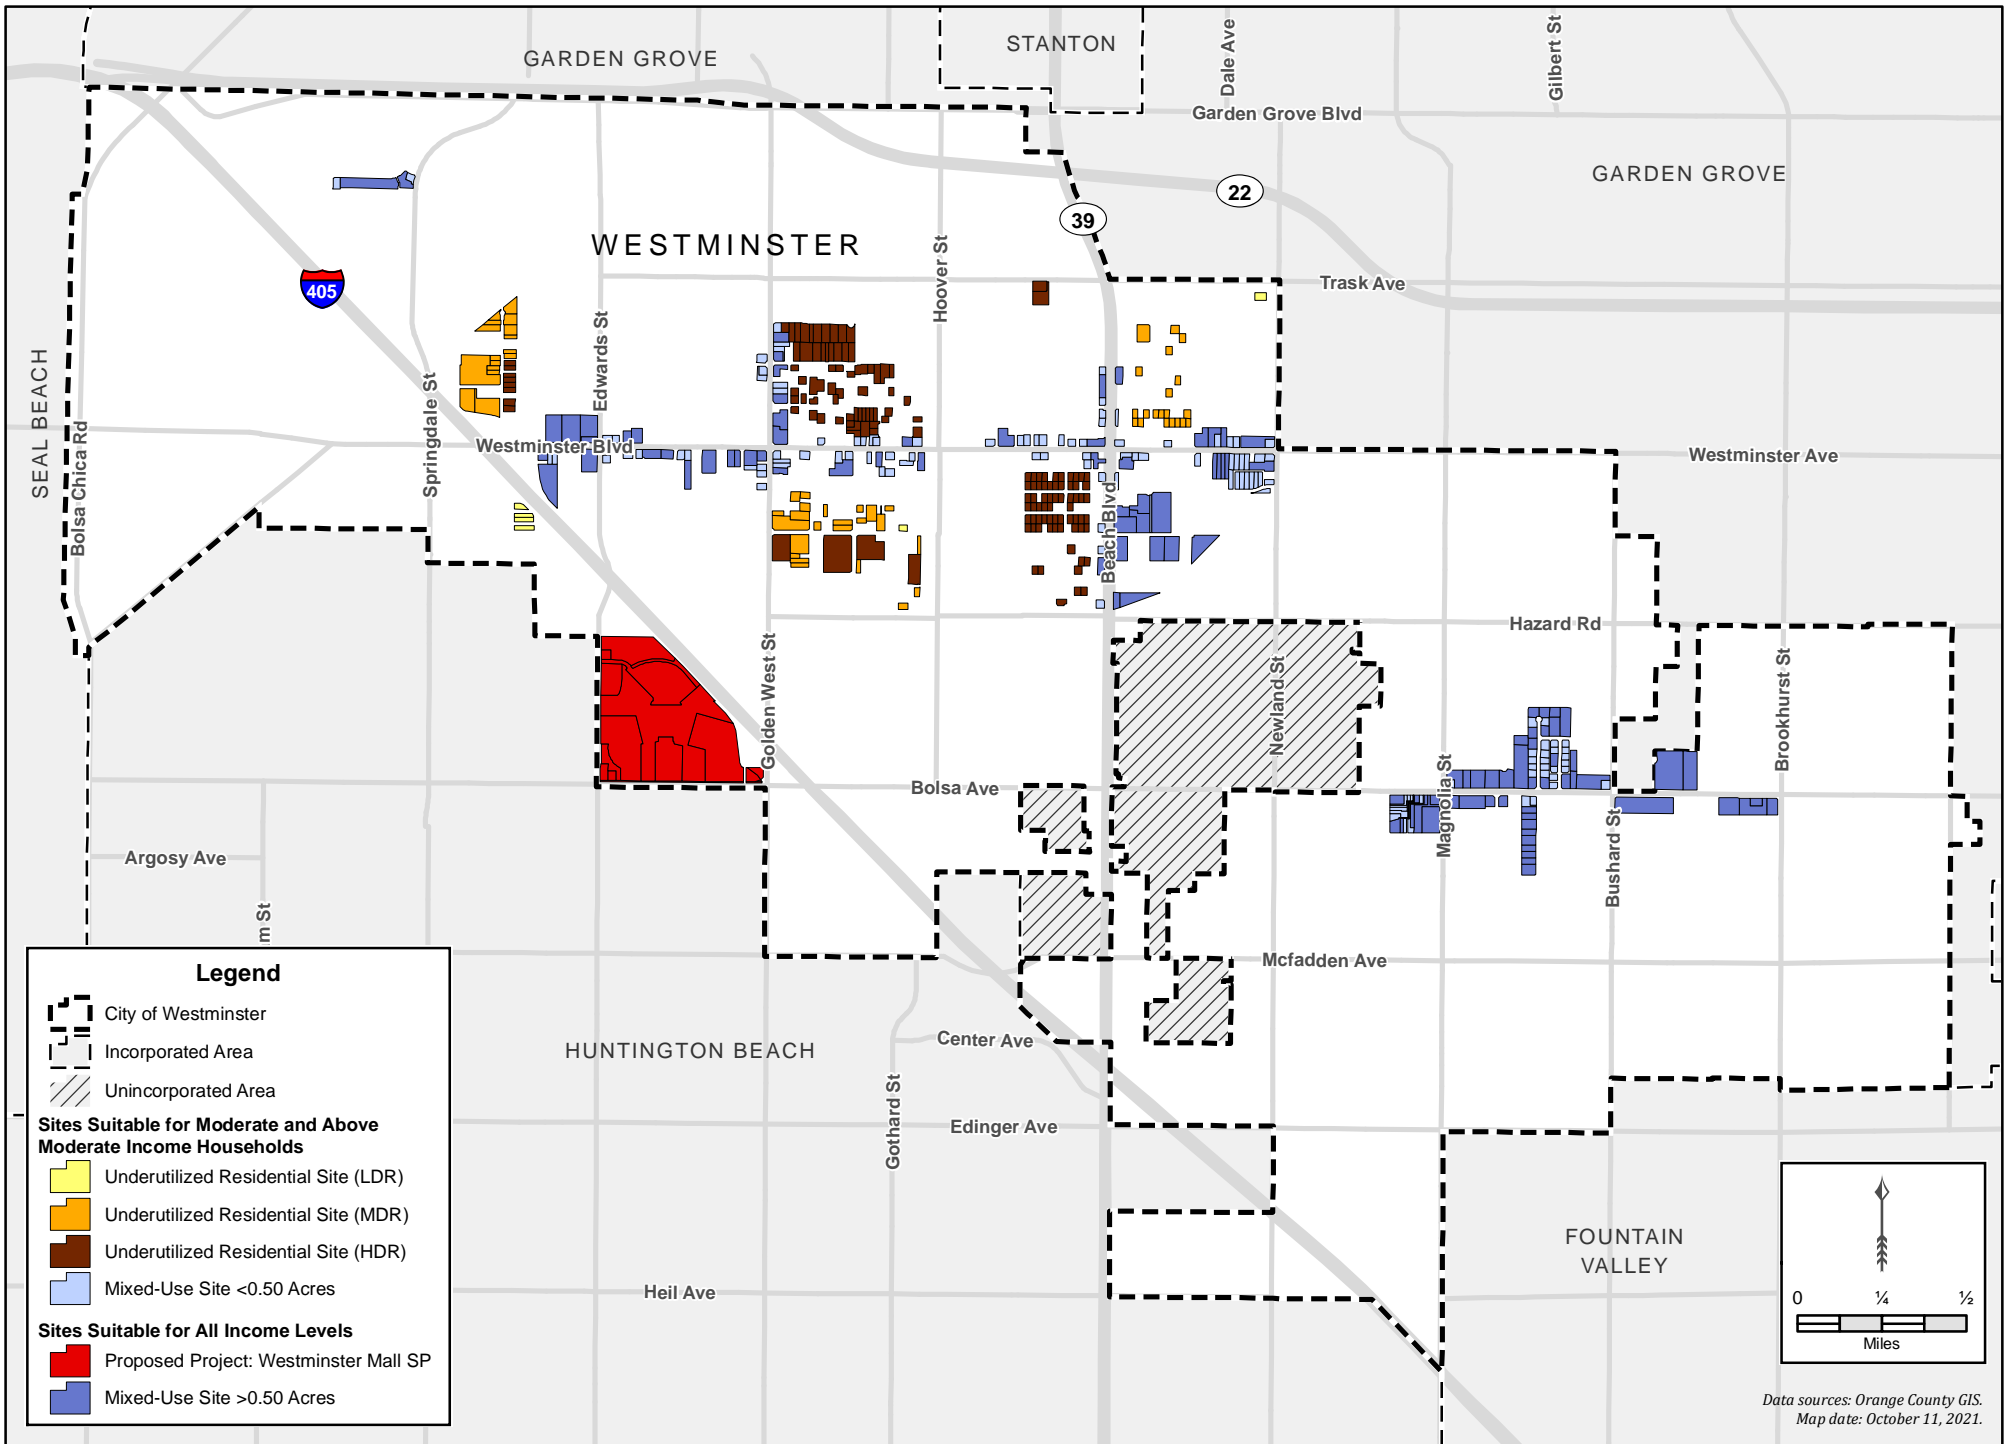 GARDEN GROVE
STANTON
Dale Ave
Gilbert St
Garden Grove Blvd
GARDEN GROVE
22
39
WESTMINSTER
Hoover St
405
Trask Ave
Edwards St
SEAL BEACH
Bolsa Chica Rd
Springdale St
Westminster Blvd
Westminster Ave
Beach Blvd
Hazard Rd
Golden West St
Newland St
Brookhurst St
Bolsa Ave
Magnolia St
Bushard St
Argosy Ave
m St
Mcfadden Ave
Center Ave
HUNTINGTON BEACH
Gothard St
Edinger Ave
Heil Ave
FOUNTAIN
VALLEY
Legend
City of Westminster
Incorporated Area
Unincorporated Area
Sites Suitable for Moderate and Above
Moderate Income Households
Underutilized Residential Site (LDR)
Underutilized Residential Site (MDR)
Underutilized Residential Site (HDR)
Mixed-Use Site <0.50 Acres
Sites Suitable for All Income Levels
Proposed Project: Westminster Mall SP
Mixed-Use Site >0.50 Acres
0 ¼ ½
Miles
Data sources: Orange County GIS.
Map date: October 11, 2021.